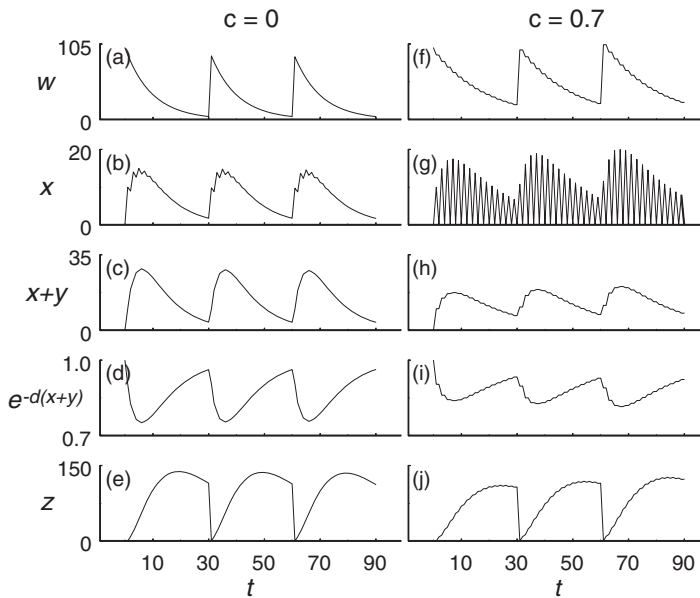 c = 0
c = 0.7
105
w
0
(a)
(f)
20
x
0
(b)
(g)
35
x+y
0
(c)
(h)
1.0
e-d(x+y)
0.7
(d)
(i)
150
z
0
(e)
(j)
10 30 50 70 90
10 30 50 70 90
t
t